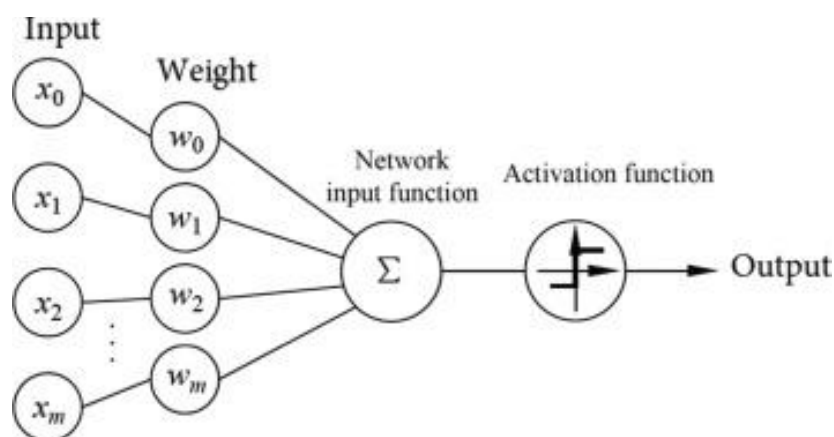 Input
Weight
x₀
w₀
Network
input function
Activation function
x₁
w₁
Σ
Output
x₂
w₂
⋮
xₘ
wₘ